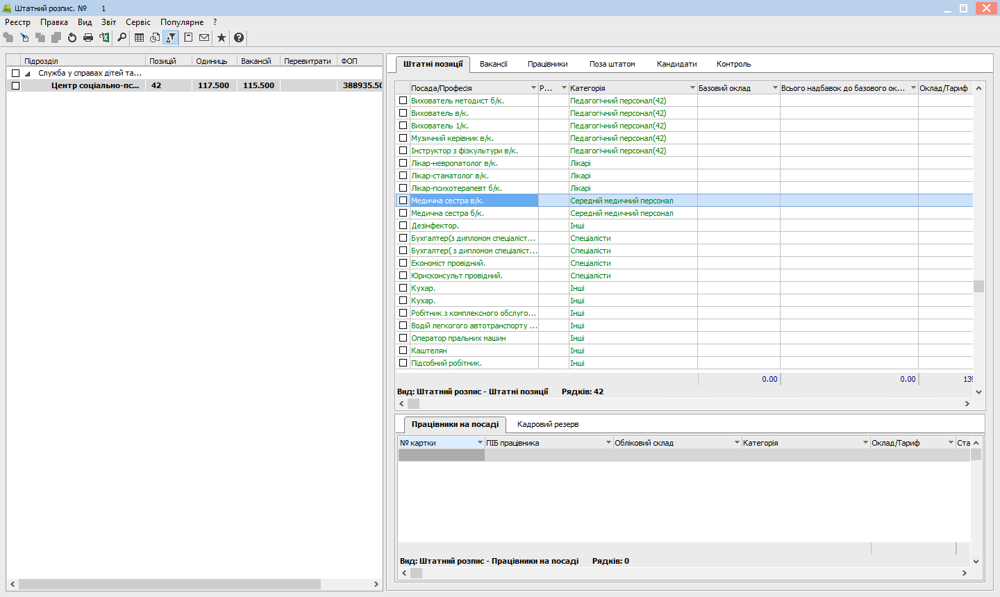 Штатний розпис. № 1
Реєстр Правка Вид Звіт Сервіс Популярне ?
Підрозділ Позицій Одиниць Вакансій Перевитрати ФОП
Служба у справах дітей та...
Центр соціально-пс... 42 117.500 115.500 388935.50
Штатні позиції Вакансії Працівники Поза штатом Кандидати Контроль
Посада/Професія Р... Категорія Базовий оклад Всього надбавок до базового ок... Оклад/Тариф
Вихователь методист б/к. Педагогічний персонал(42)
Вихователь в/к. Педагогічний персонал(42)
Вихователь 1/к. Педагогічний персонал(42)
Музичний керівник в/к. Педагогічний персонал(42)
Інструктор з фізкультури в/к. Педагогічний персонал(42)
Лікар-невропатолог в/к. Лікарі
Лікар-стаматолог в/к. Лікарі
Лікар-психотерапевт б/к. Лікарі
Медична сестра в/к. Середній медичний персонал
Медична сестра б/к. Середній медичний персонал
Дезінфектор. Інші
Бухгалтер(з дипломом спеціаліст... Спеціалісти
Бухгалтер( з дипломом спеціаліст... Спеціалісти
Економіст провідний. Спеціалісти
Юрисконсульт провідний. Спеціалісти
Кухар. Інші
Кухар. Інші
Робітник з комплексного обслуго... Інші
Водій легкогого автотранспорту ... Інші
Оператор пральних машин Інші
Каштелян Інші
Підсобний робітник. Інші
0.00 0.00 139
Вид: Штатний розпис - Штатні позиції Рядків: 42
Працівники на посаді Кадровий резерв
№ картки ПІБ працівника Обліковий склад Категорія Оклад/Тариф Ста
Вид: Штатний розпис - Працівники на посаді Рядків: 0